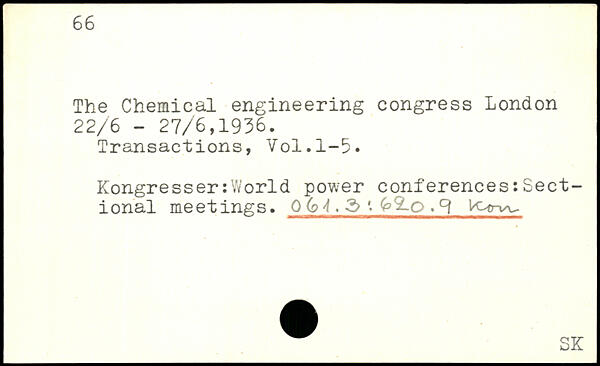 66
The Chemical engineering congress London
22/6 - 27/6,1936.
Transactions, Vol.1-5.
Kongresser:World power conferences:Sect-
ional meetings. 061.3:620.9 Kon
SK